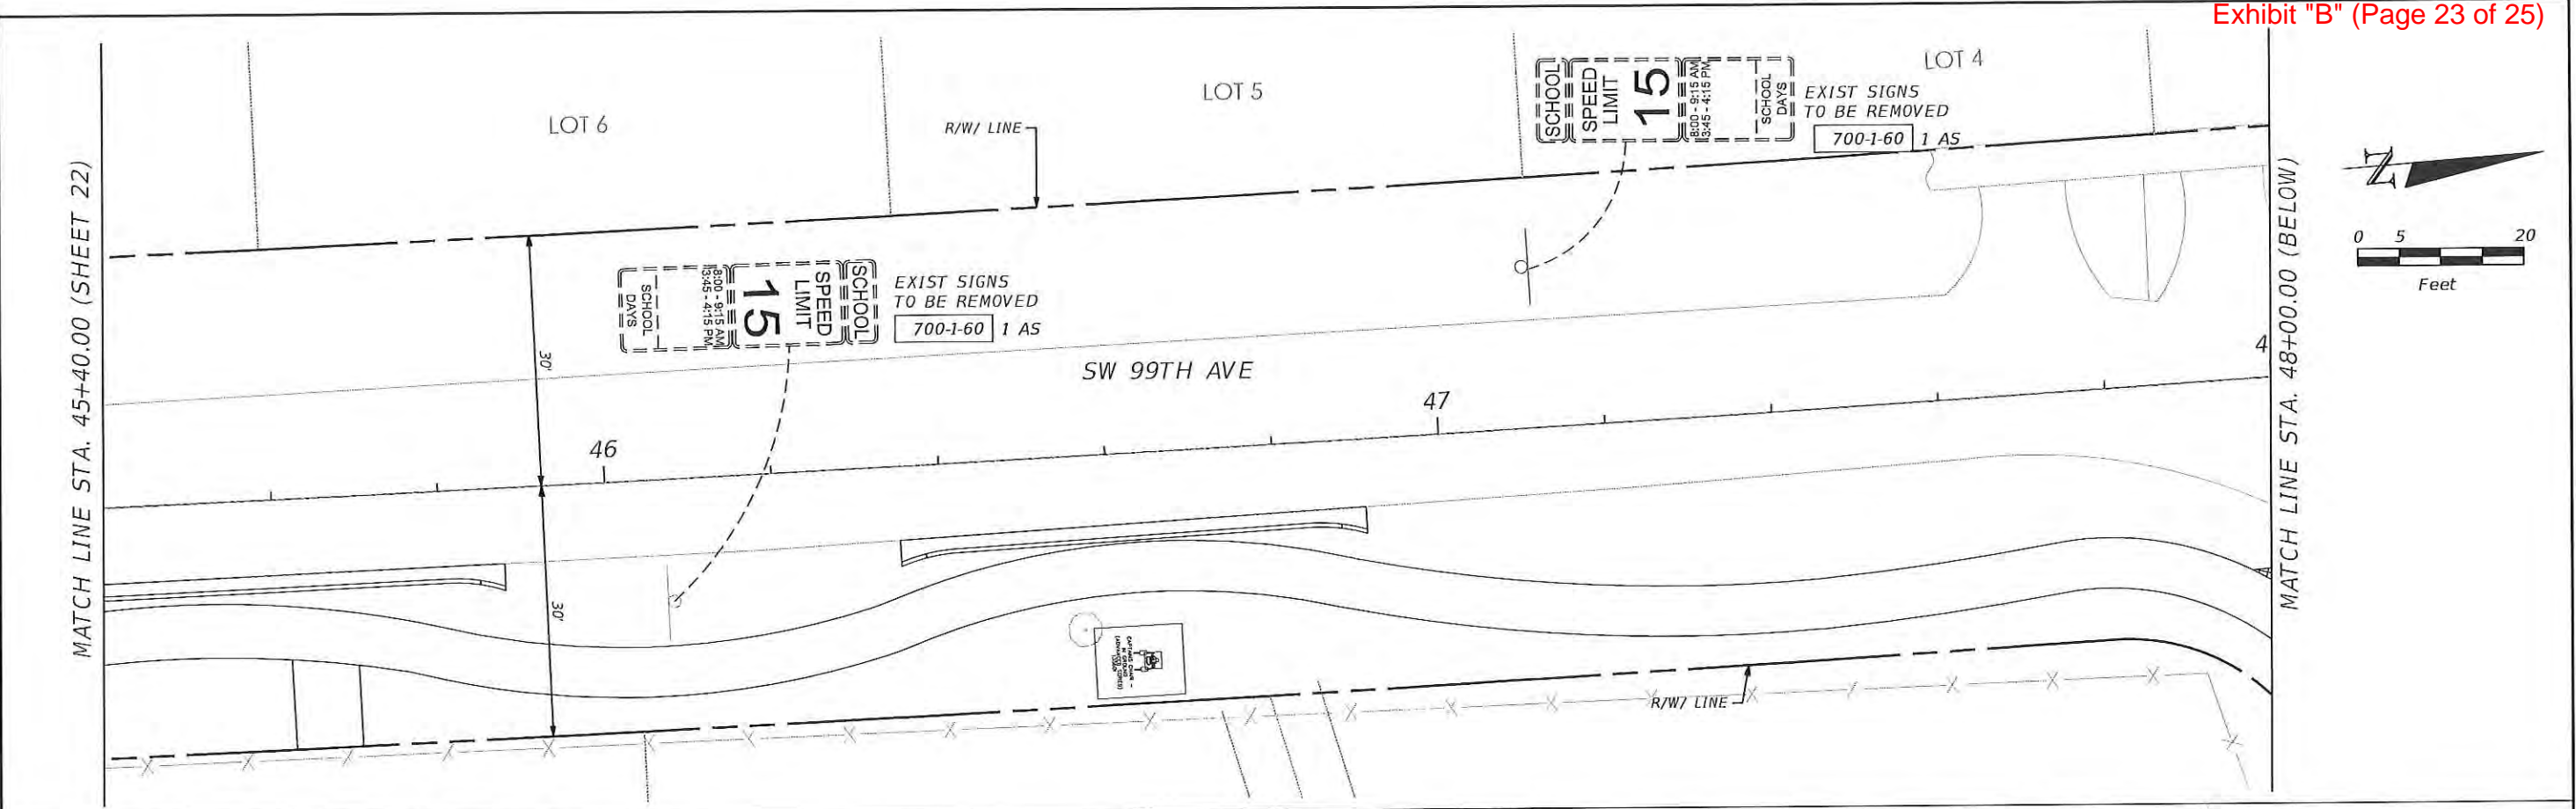 Exhibit "B" (Page 23 of 25)
MATCH LINE STA. 45+40.00 (SHEET 22)
LOT 6
LOT 5
LOT 4
R/W/ LINE
SCHOOL
SPEED
LIMIT
15
8:00 - 9:15 AM
3:45 - 4:15 PM
SCHOOL
DAYS
EXIST SIGNS
TO BE REMOVED
700-1-60 1 AS
SCHOOL
SPEED
LIMIT
15
8:00 - 9:15 AM
3:45 - 4:15 PM
SCHOOL
DAYS
EXIST SIGNS
TO BE REMOVED
700-1-60 1 AS
30'
30'
SW 99TH AVE
46
47
4
R/W/ LINE
MATCH LINE STA. 48+00.00 (BELOW)
N
0 5 20
Feet